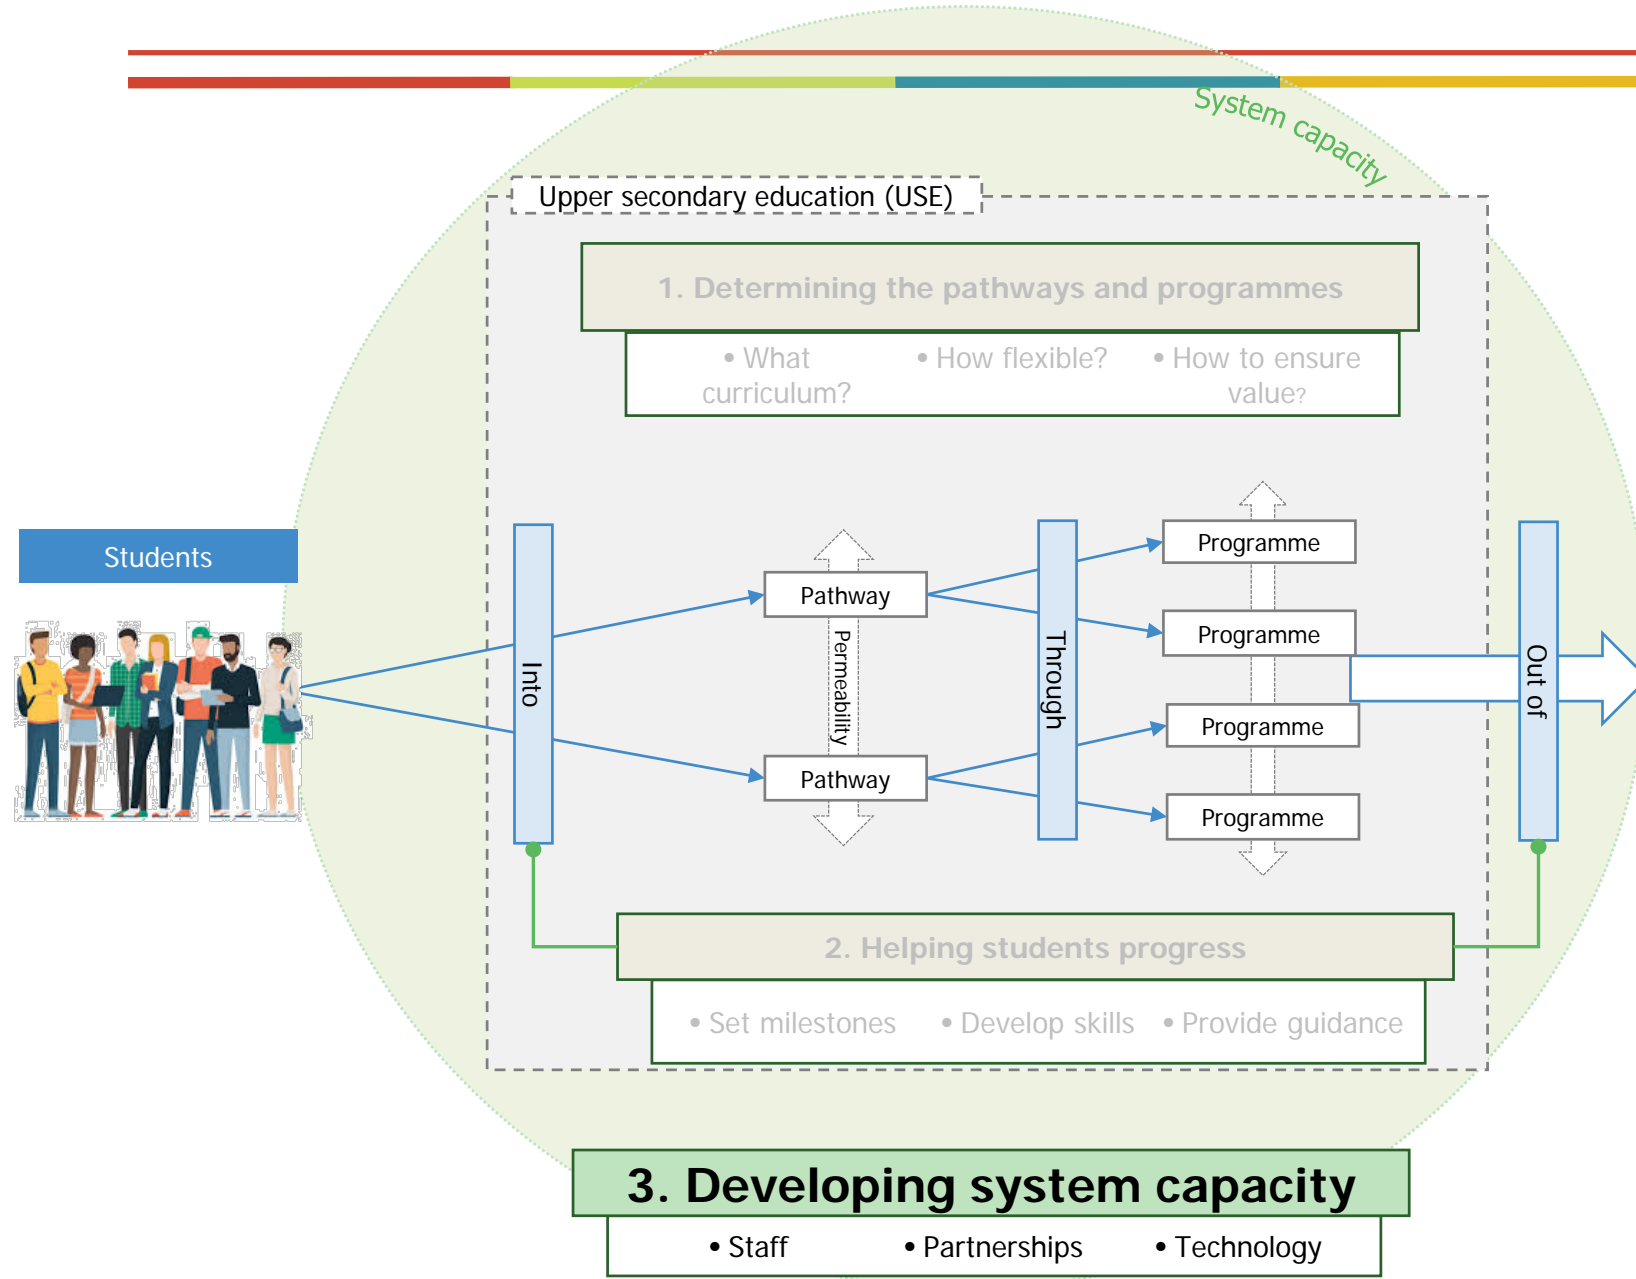 System capacity
Upper secondary education (USE)
1. Determining the pathways and programmes
• What curriculum?
• How flexible?
• How to ensure value?
Students
Into
Pathway
Permeability
Pathway
Through
Programme
Programme
Programme
Programme
Out of
2. Helping students progress
• Set milestones
• Develop skills
• Provide guidance
3. Developing system capacity
• Staff
• Partnerships
• Technology